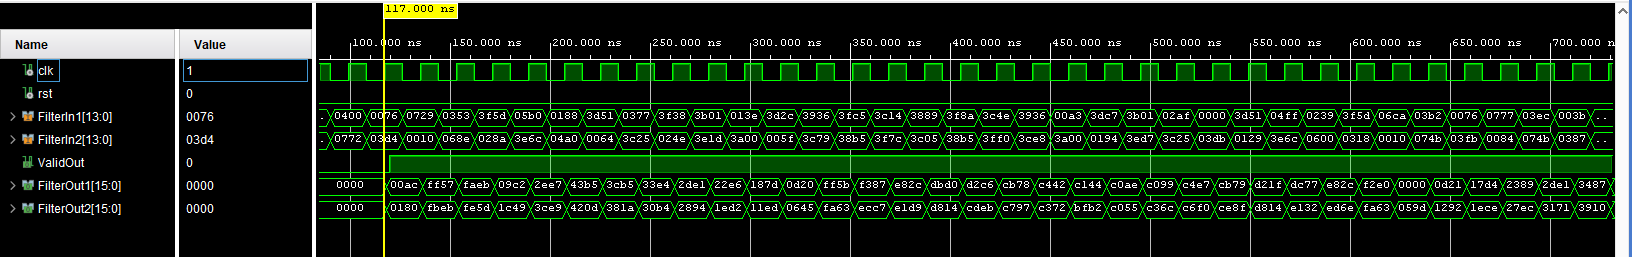 117.000 ns
Name Value
100.000 ns 150.000 ns 200.000 ns 250.000 ns 300.000 ns 350.000 ns 400.000 ns 450.000 ns 500.000 ns 550.000 ns 600.000 ns 650.000 ns 700.000 n
clk 1
rst 0
FilterIn1[13:0] 0076 . 0400 0076 0729 0353 3f5d 05b0 0188 3d51 0377 3f38 3b01 013e 3d2c 3936 3fc5 3c14 3889 3f8a 3c4e 3936 00a3 3dc7 3b01 02af 0000 3d51 04ff 0239 3f5d 06ca 03b2 0076 0777 03ec 003b ..
FilterIn2[13:0] 03d4 . 0772 03d4 0010 068e 028a 3e6c 04a0 0064 3c25 024e 3e1d 3a00 005f 3c79 38b5 3f7c 3c05 38b5 3ff0 3ce8 3a00 0194 3ed7 3c25 03db 0129 3e6c 0600 0318 0010 074b 03fb 0084 074b 0387 ..
ValidOut 0
FilterOut1[15:0] 0000 0000 00ac ff57 faeb 09c2 2ee7 43b5 3cb5 33e4 2de1 22e6 187d 0d20 ff5b f387 e82c dbd0 d2c6 cb78 c442 c144 c0ae c099 c4e7 cb79 d21f dc77 e82c f2e0 0000 0d21 17d4 2389 2de1 3487
FilterOut2[15:0] 0000 0000 0180 fbeb fe5d 1c49 3ce9 420d 381a 30b4 2894 1ed2 11ed 0645 fa63 ecc7 e1d9 d814 cdeb c797 c372 bfb2 c055 c36c c6f0 ce8f d814 e132 ed6e fa63 059d 1292 1ece 27ec 3171 3910